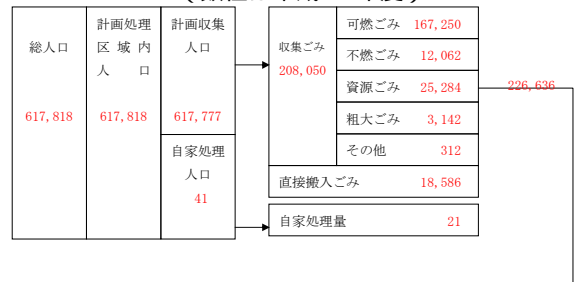 総人口
617,818
計画処理
区域内
人口
617,818
計画収集
人口
617,777
自家処理
人口
41
収集ごみ
208,050
可燃ごみ 167,250
不燃ごみ 12,062
資源ごみ 25,284
粗大ごみ 3,142
その他 312
直接搬入ごみ 18,586
226,636
自家処理量 21